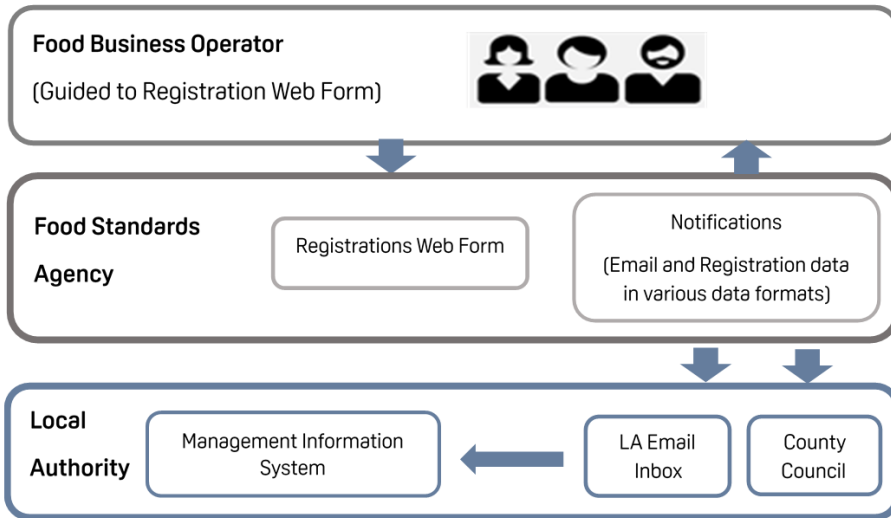 Food Business Operator
(Guided to Registration Web Form)
Food Standards
Agency
Registrations Web Form
Notifications
(Email and Registration data
in various data formats)
Local
Authority
Management Information
System
LA Email
Inbox
County
Council